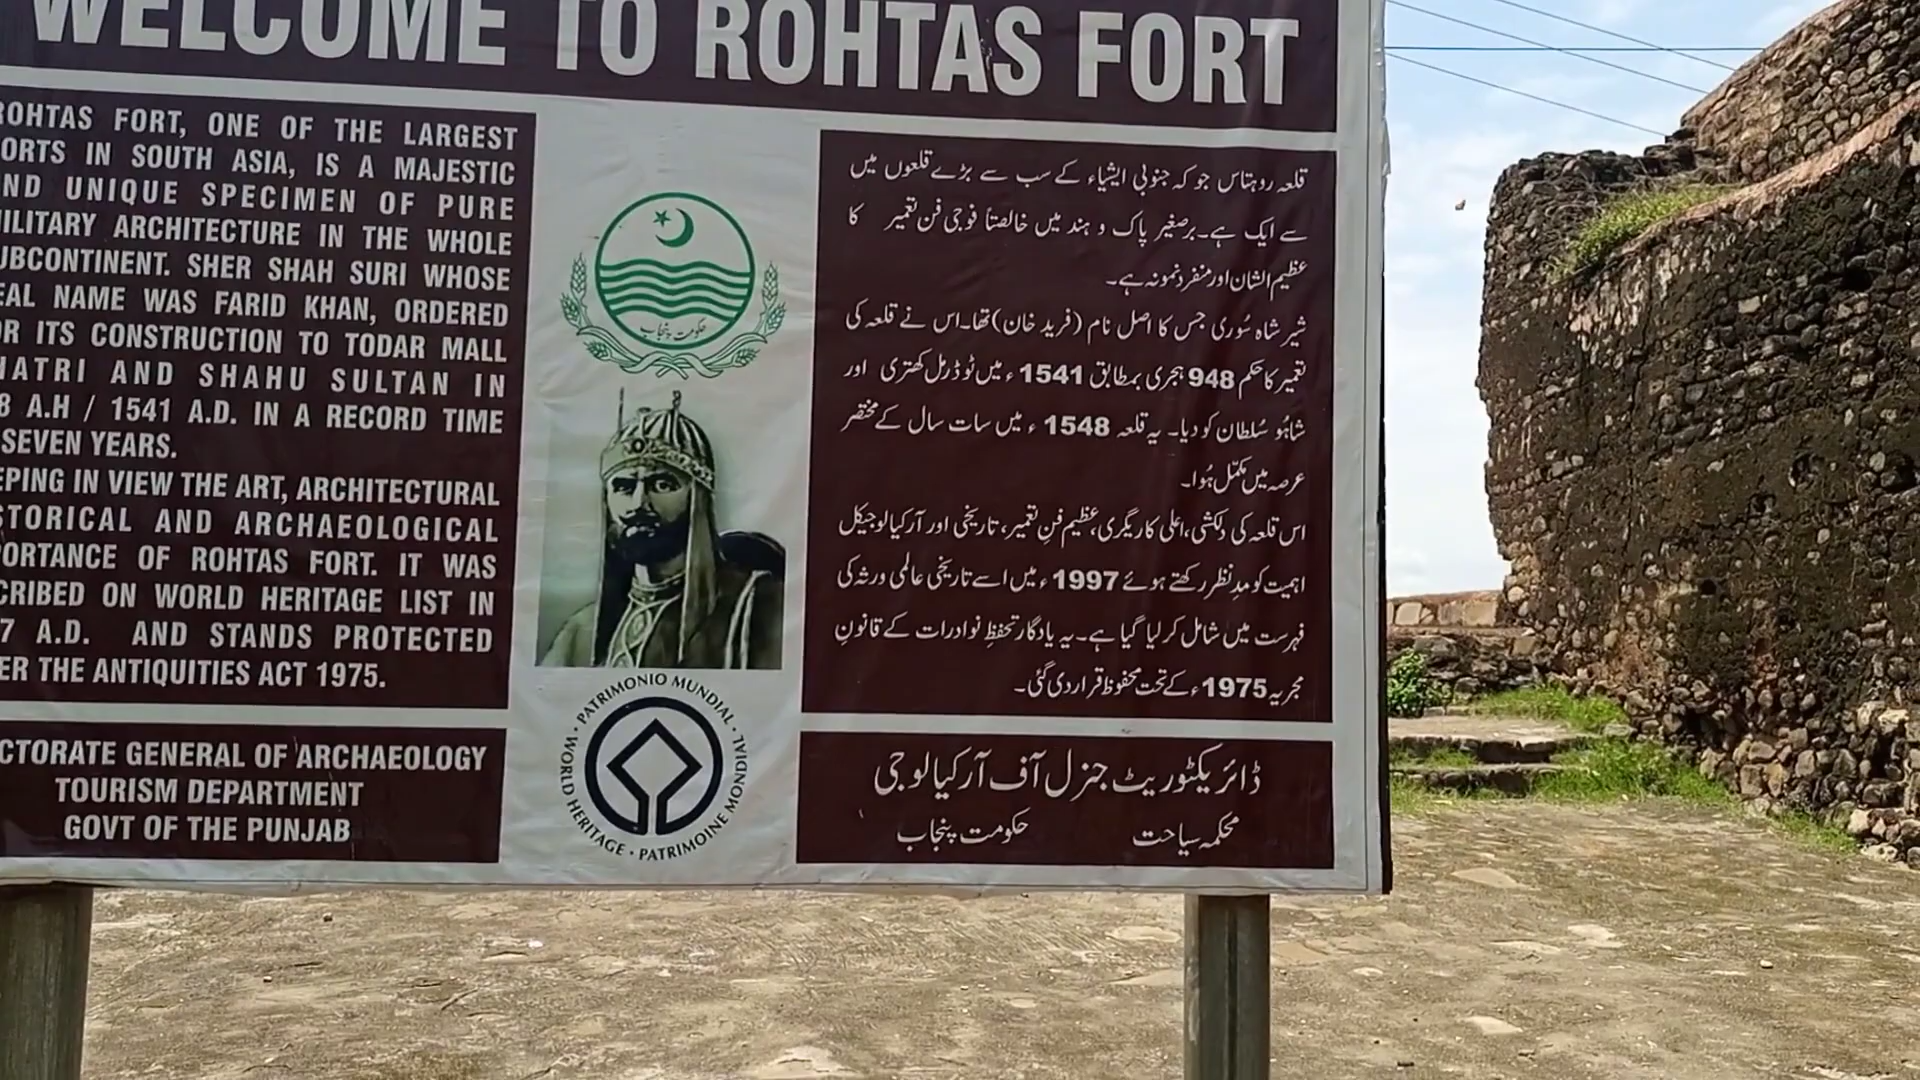 WELCOME TO ROHTAS FORT
ROHTAS FORT, ONE OF THE LARGEST
ORTS IN SOUTH ASIA, IS A MAJESTIC
ND UNIQUE SPECIMEN OF PURE
ILITARY ARCHITECTURE IN THE WHOLE
UBCONTINENT. SHER SHAH SURI WHOSE
EAL NAME WAS FARID KHAN, ORDERED
OR ITS CONSTRUCTION TO TODAR MALL
HATRI AND SHAHU SULTAN IN
8 A.H / 1541 A.D. IN A RECORD TIME
SEVEN YEARS.
EPING IN VIEW THE ART, ARCHITECTURAL
STORICAL AND ARCHAEOLOGICAL
PORTANCE OF ROHTAS FORT. IT WAS
CRIBED ON WORLD HERITAGE LIST IN
7 A.D. AND STANDS PROTECTED
ER THE ANTIQUITIES ACT 1975.
CTORATE GENERAL OF ARCHAEOLOGY
TOURISM DEPARTMENT
GOVT OF THE PUNJAB
حکومت پنجاب
PATRIMONIO MUNDIAL · WORLD HERITAGE · PATRIMOINE MONDIAL ·
قلعہ روہتاس جو کہ جنوبی ایشیاء کے سب سے بڑے قلعوں میں
سے ایک ہے۔ برصغیر پاک و ہند میں خالصتاً فوجی فن تعمیر کا
عظیم الشان اور منفرد نمونہ ہے۔
شیر شاہ سُوری جس کا اصل نام (فرید خان) تھا۔ اس نے قلعہ کی
تعمیر کا حکم 948 ہجری بمطابق 1541ء میں ٹوڈرمل کھتری اور
شاہُو سُلطان کو دیا۔ یہ قلعہ 1548ء میں سات سال کے مختصر
عرصہ میں مکمّل ہُوا۔
اس قلعہ کی دلکشی، اعلی کاریگری، عظیم فنِ تعمیر، تاریخی اور آرکیالوجیکل
اہمیت کو مدِ نظر رکھتے ہوئے 1997ء میں اسے تاریخی عالمی ورثہ کی
فہرست میں شامل کر لیا گیا ہے۔ یہ یادگار تحفظِ نوادرات کے قانونِ
مجریہ 1975ء کے تحت محفوظ قرار دی گئی۔
ڈائریکٹوریٹ جنرل آف آرکیالوجی
محکمہ سیاحت حکومت پنجاب